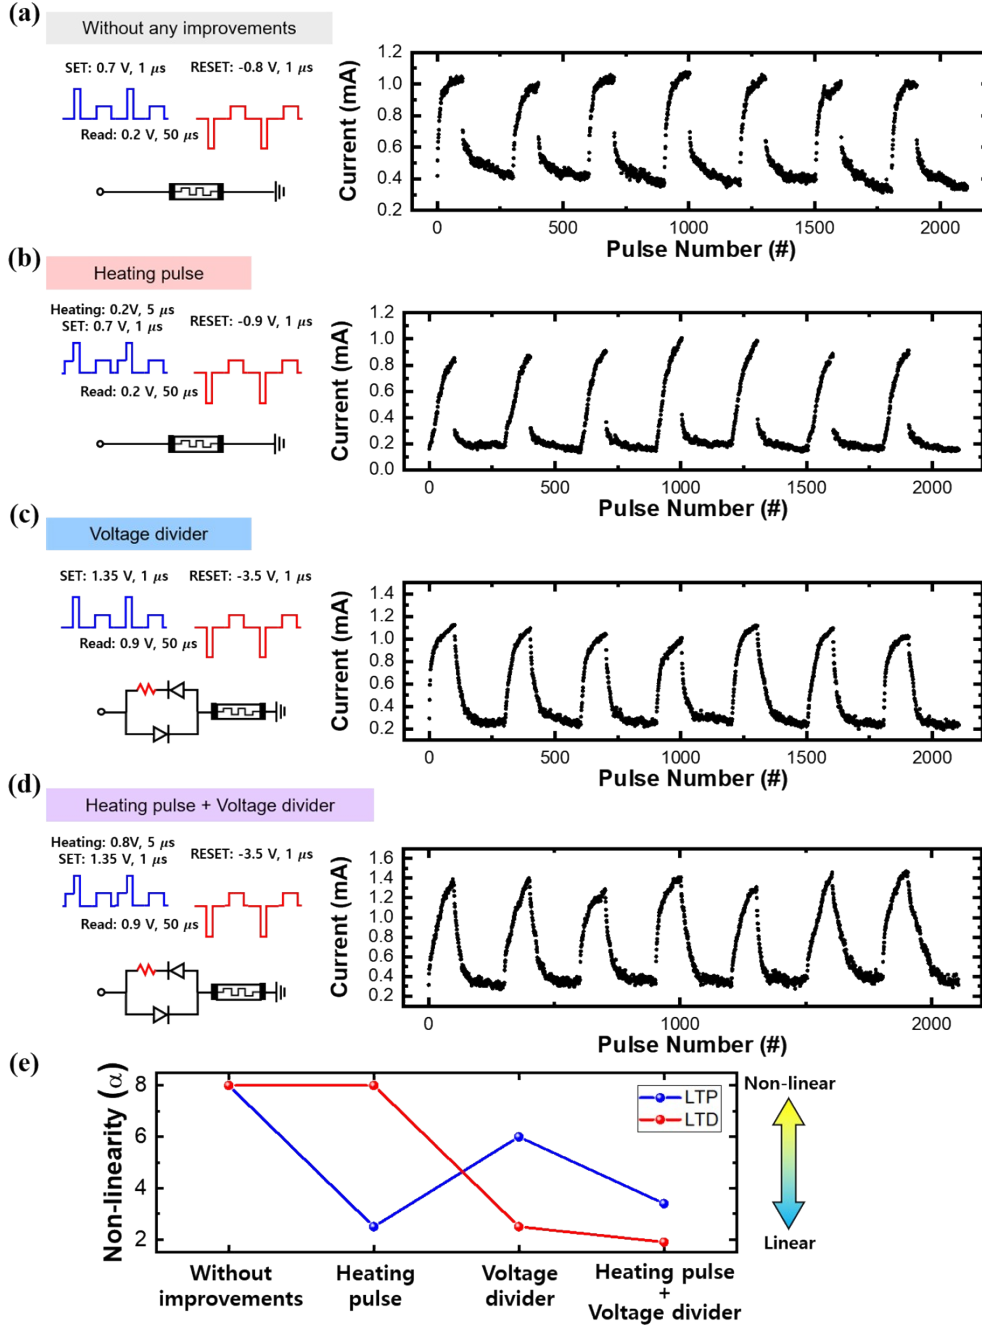 (a)
Without any improvements
SET: 0.7 V, 1 μs
RESET: -0.8 V, 1 μs
Read: 0.2 V, 50 μs
Current (mA)
1.2
1.0
0.8
0.6
0.4
0.2
0
500
1000
1500
2000
Pulse Number (#)
(b)
Heating pulse
Heating: 0.2V, 5 μs
SET: 0.7 V, 1 μs
RESET: -0.9 V, 1 μs
Read: 0.2 V, 50 μs
Current (mA)
1.2
1.0
0.8
0.6
0.4
0.2
0.0
0
500
1000
1500
2000
Pulse Number (#)
(c)
Voltage divider
SET: 1.35 V, 1 μs
RESET: -3.5 V, 1 μs
Read: 0.9 V, 50 μs
Current (mA)
1.4
1.2
1.0
0.8
0.6
0.4
0.2
0
500
1000
1500
2000
Pulse Number (#)
(d)
Heating pulse + Voltage divider
Heating: 0.8V, 5 μs
SET: 1.35 V, 1 μs
RESET: -3.5 V, 1 μs
Read: 0.9 V, 50 μs
Current (mA)
1.6
1.4
1.2
1.0
0.8
0.6
0.4
0.2
0
1000
2000
Pulse Number (#)
(e)
Non-linearity (α)
8
6
4
2
LTP
LTD
Non-linear
Linear
Without
improvements
Heating
pulse
Voltage
divider
Heating pulse
+
Voltage divider